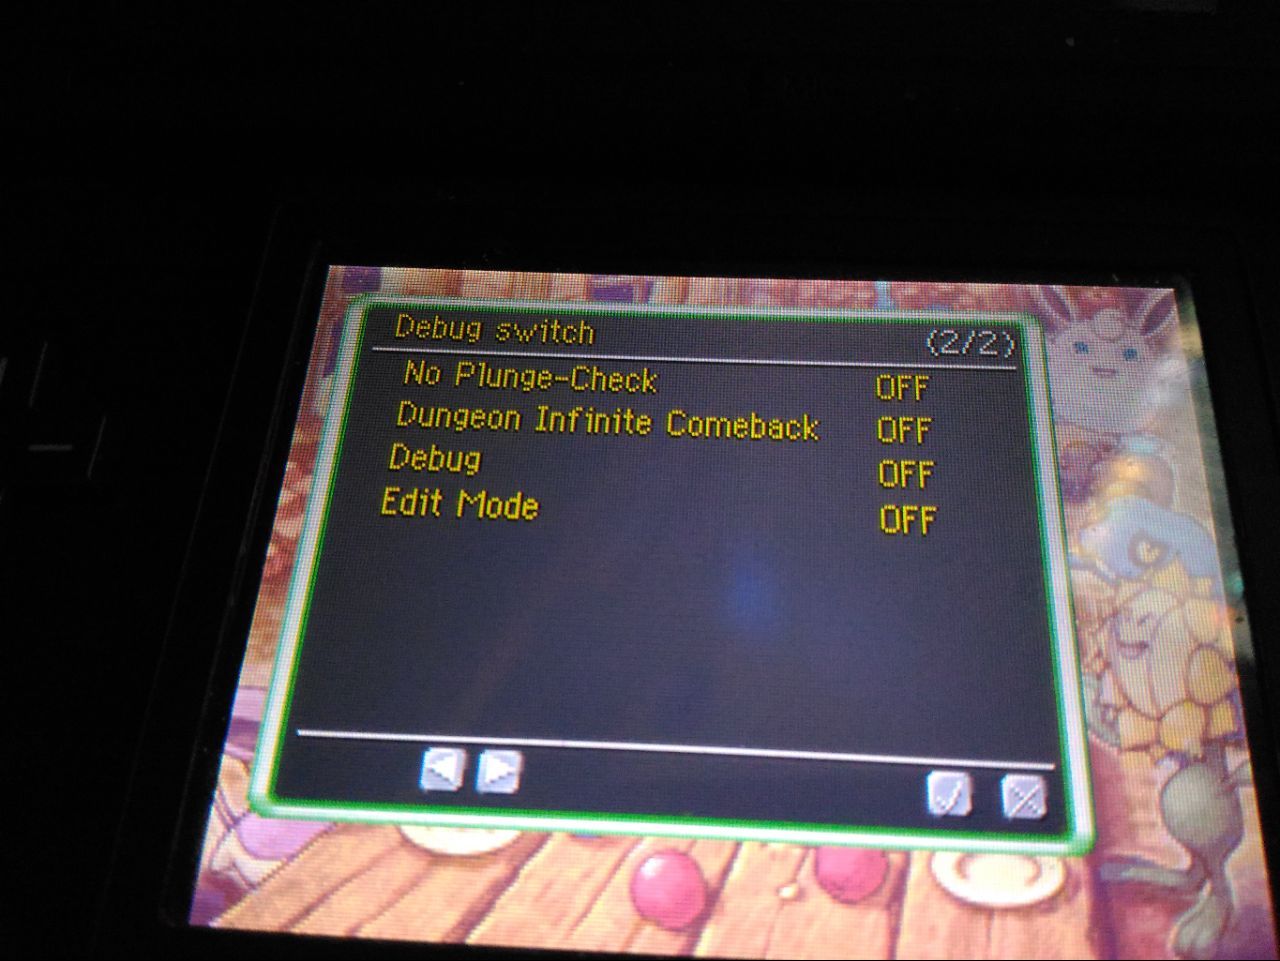 Debug switch (2/2)
No Plunge-Check OFF
Dungeon Infinite Comeback OFF
Debug OFF
Edit Mode OFF